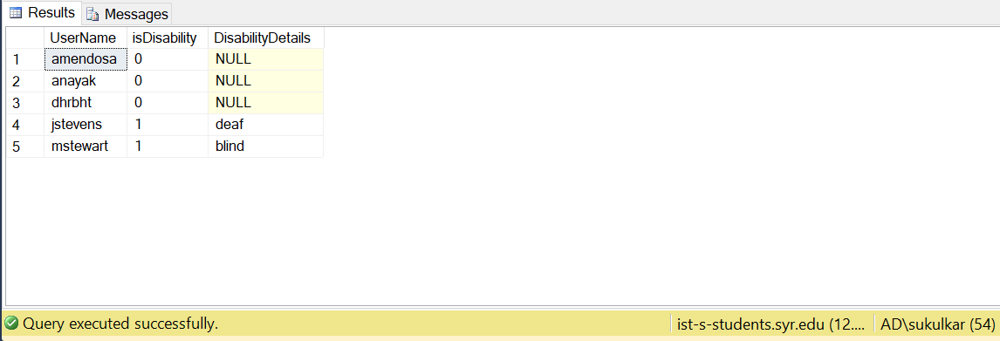 Results Messages
UserName isDisability DisabilityDetails
1 amendosa 0 NULL
2 anayak 0 NULL
3 dhrbht 0 NULL
4 jstevens 1 deaf
5 mstewart 1 blind
Query executed successfully. ist-s-students.syr.edu (12.... AD\sukulkar (54)